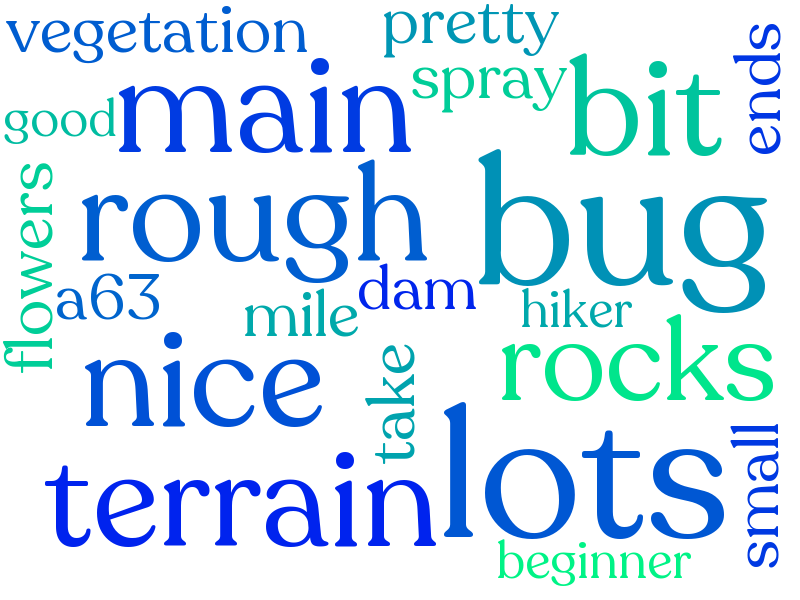 vegetation
pretty
ends
main
spray
bit
good
rough
bug
flowers
a63
dam
mile
hiker
rocks
nice
take
lots
small
terrain
beginner